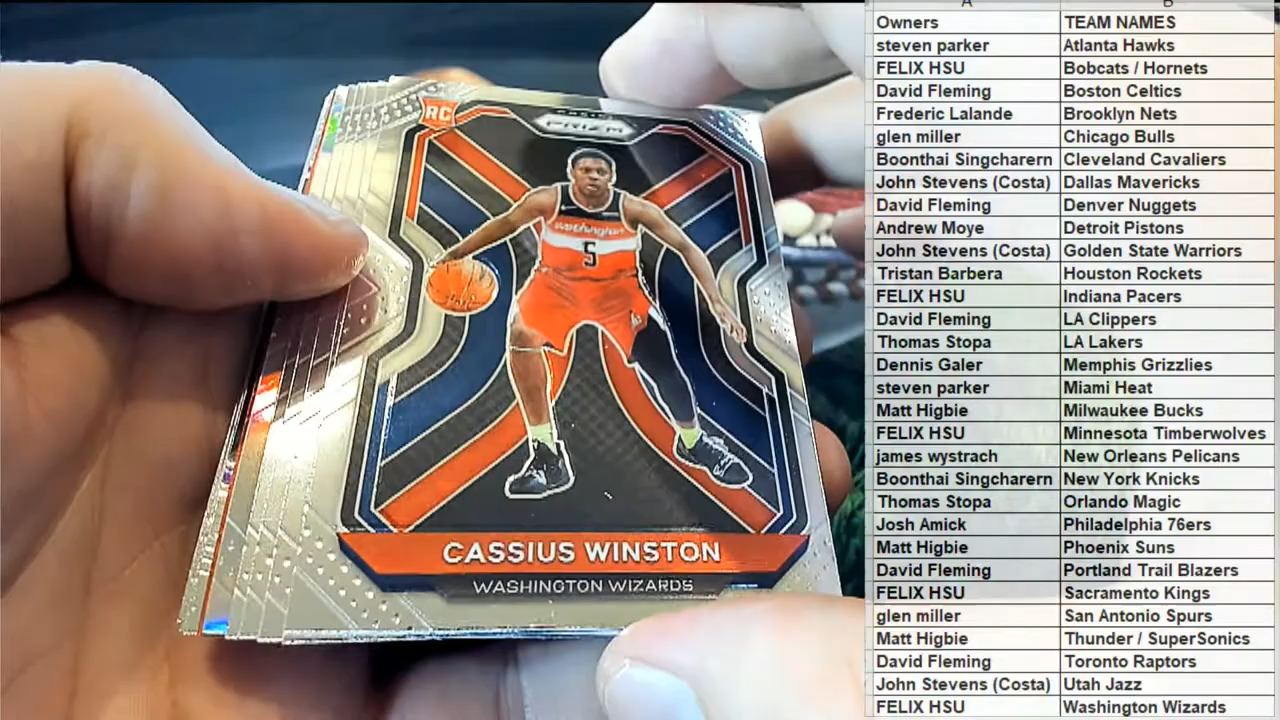 RC
PRIZM
Washington
5
CASSIUS WINSTON
WASHINGTON WIZARDS
A B
Owners TEAM NAMES
steven parker Atlanta Hawks
FELIX HSU Bobcats / Hornets
David Fleming Boston Celtics
Frederic Lalande Brooklyn Nets
glen miller Chicago Bulls
Boonthai Singcharern Cleveland Cavaliers
John Stevens (Costa) Dallas Mavericks
David Fleming Denver Nuggets
Andrew Moye Detroit Pistons
John Stevens (Costa) Golden State Warriors
Tristan Barbera Houston Rockets
FELIX HSU Indiana Pacers
David Fleming LA Clippers
Thomas Stopa LA Lakers
Dennis Galer Memphis Grizzlies
steven parker Miami Heat
Matt Higbie Milwaukee Bucks
FELIX HSU Minnesota Timberwolves
james wystrach New Orleans Pelicans
Boonthai Singcharern New York Knicks
Thomas Stopa Orlando Magic
Josh Amick Philadelphia 76ers
Matt Higbie Phoenix Suns
David Fleming Portland Trail Blazers
FELIX HSU Sacramento Kings
glen miller San Antonio Spurs
Matt Higbie Thunder / SuperSonics
David Fleming Toronto Raptors
John Stevens (Costa) Utah Jazz
FELIX HSU Washington Wizards